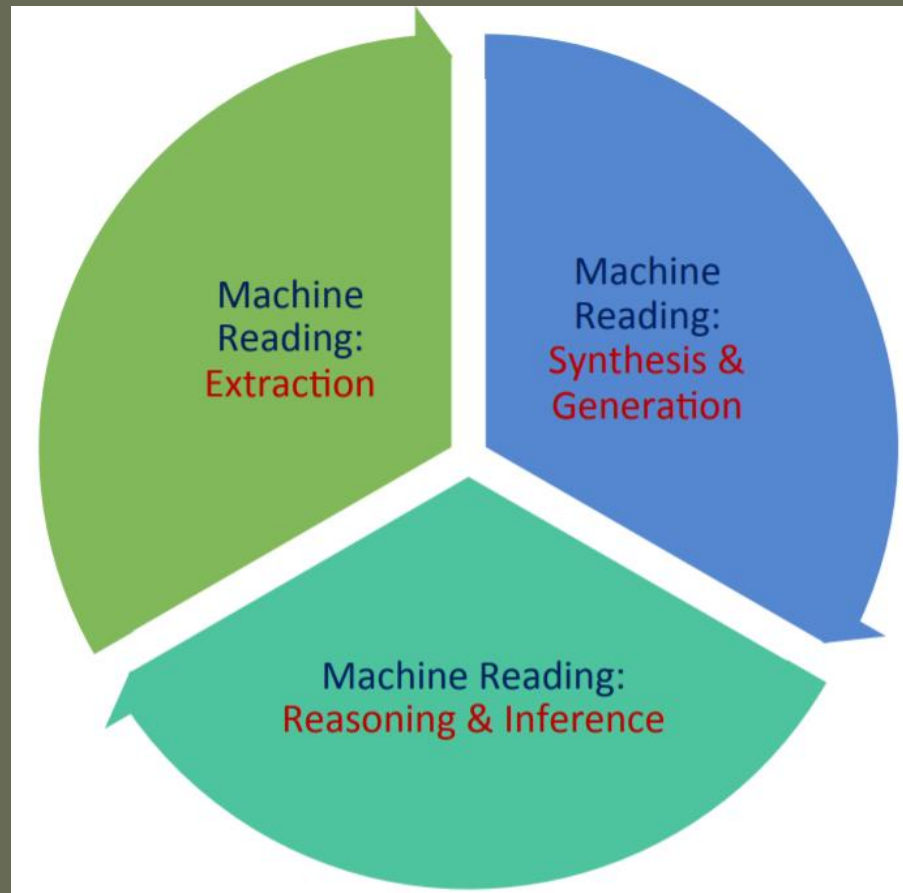 Machine
Reading:
Extraction
Machine
Reading:
Synthesis &
Generation
Machine Reading:
Reasoning & Inference